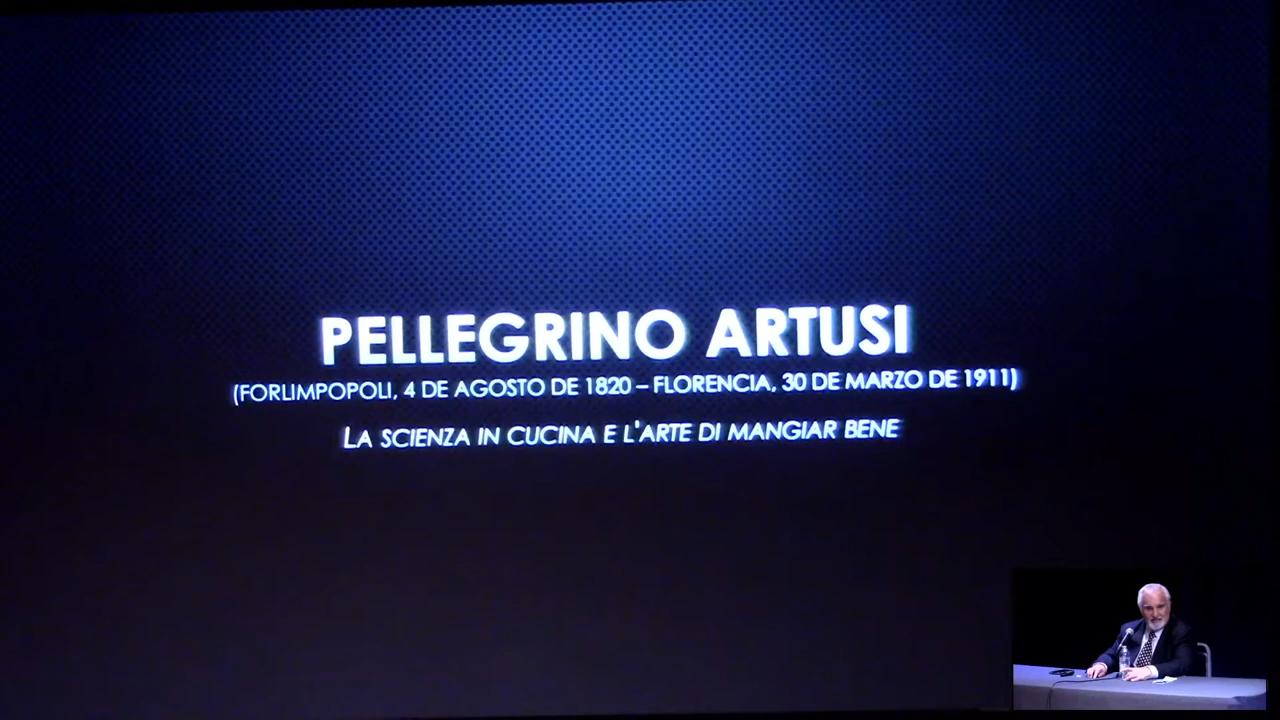 PELLEGRINO ARTUSI
(FORLIMPOPOLI, 4 DE AGOSTO DE 1820 – FLORENCIA, 30 DE MARZO DE 1911)
LA SCIENZA IN CUCINA E L'ARTE DI MANGIAR BENE